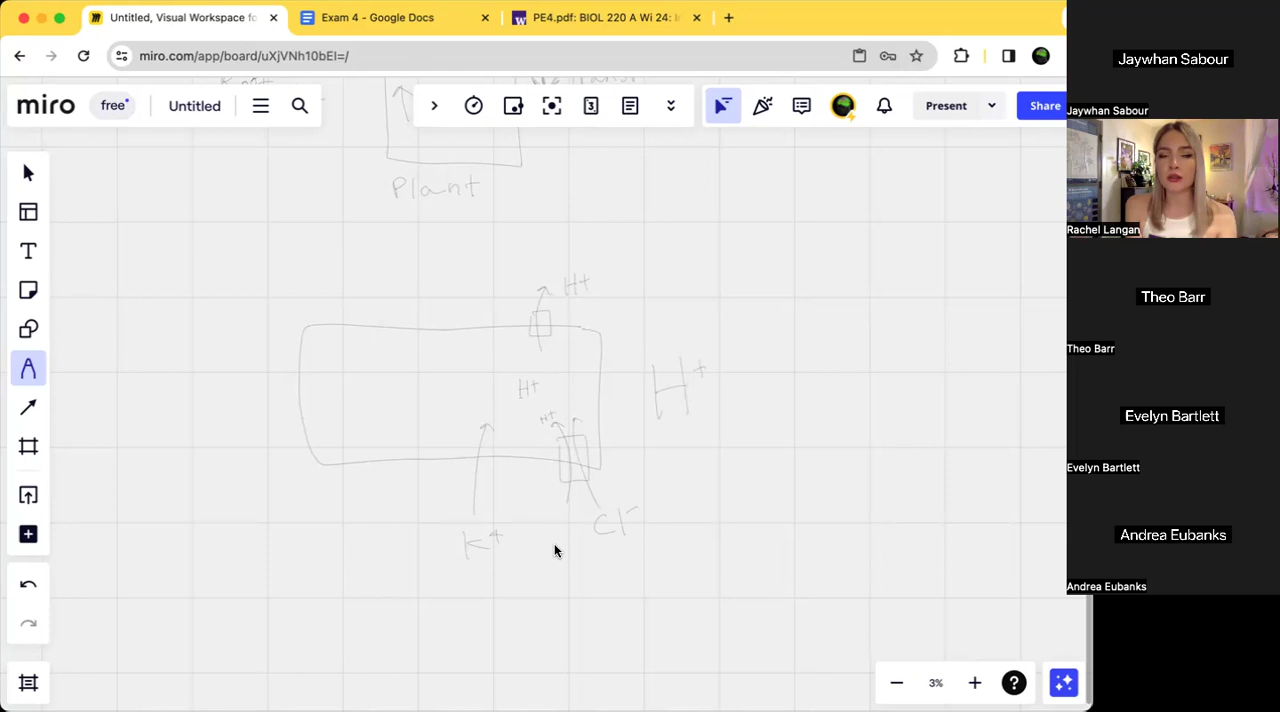 Untitled, Visual Workspace fo
Exam 4 - Google Docs
PE4.pdf: BIOL 220 A Wi 24: In
miro.com/app/board/uXjVNh10bEI=/
miro
free
Untitled
3
Present
Share
Plant
H+
H+
H+
H+
Cl-
K+
3%
Jaywhan Sabour
Jaywhan Sabour
Rachel Langan
Theo Barr
Theo Barr
Evelyn Bartlett
Evelyn Bartlett
Andrea Eubanks
Andrea Eubanks